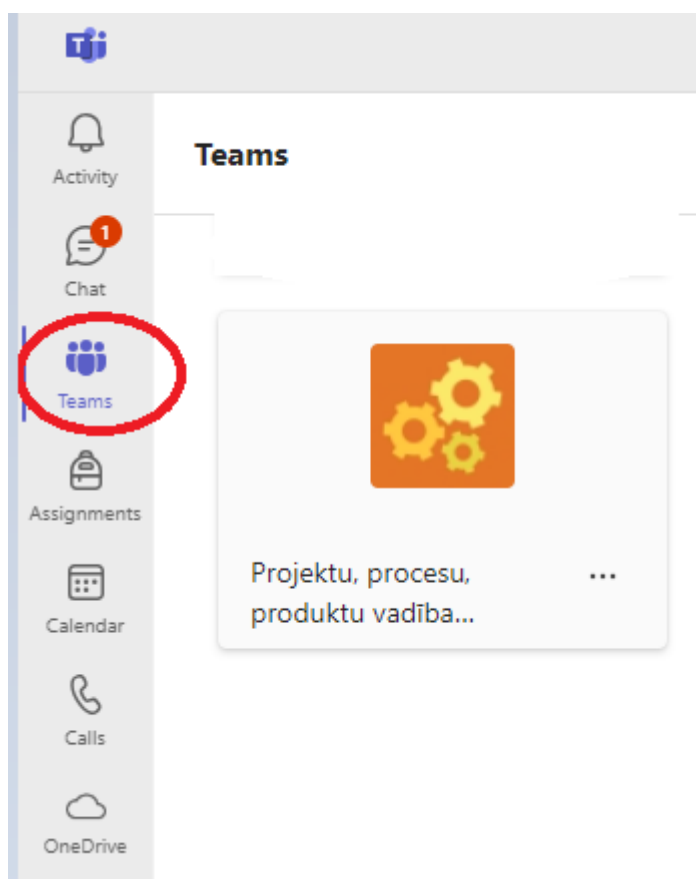 Activity
Teams
1
Chat
Teams
Assignments
Projektu, procesu,
produktu vadība...
Calendar
Calls
OneDrive